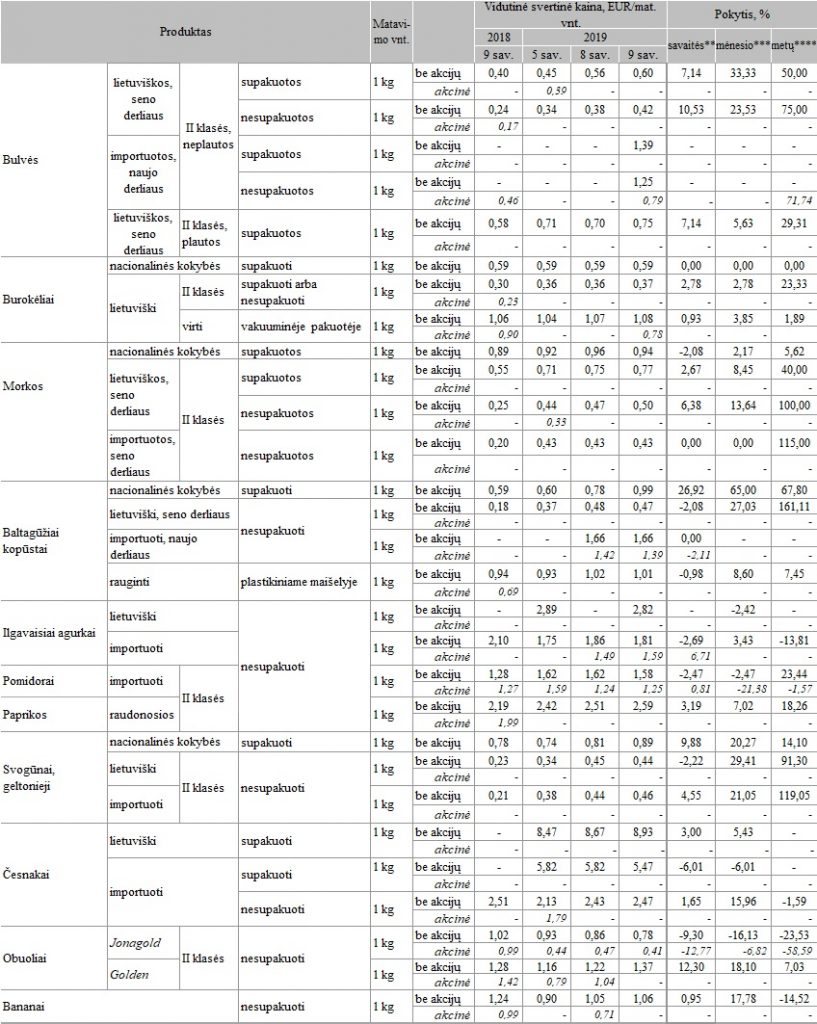 Produktas Matavi- mo vnt. Vidutinė svertinė kaina, EUR/mat. vnt. Pokytis, %
2018 2019 savaitės** mėnesio*** metų****
9 sav. 5 sav. 8 sav. 9 sav.
Bulvės lietuviškos, seno derliaus II klasės, neplautos supakuotos 1 kg be akcijų 0,40 0,45 0,56 0,60 7,14 33,33 50,00
akcinė - 0,39 - - - - -
nesupakuotos 1 kg be akcijų 0,24 0,34 0,38 0,42 10,53 23,53 75,00
akcinė 0,17 - - - - - -
importuotos, naujo derliaus supakuotos 1 kg be akcijų - - - 1,39 - - -
akcinė - - - - - - -
nesupakuotos 1 kg be akcijų - - - 1,25 - - -
akcinė 0,46 - - 0,79 - - 71,74
lietuviškos, seno derliaus II klasės, plautos supakuotos 1 kg be akcijų 0,58 0,71 0,70 0,75 7,14 5,63 29,31
akcinė - - - - - - -
Burokėliai nacionalinės kokybės supakuoti 1 kg be akcijų 0,59 0,59 0,59 0,59 0,00 0,00 0,00
lietuviški II klasės supakuoti arba nesupakuoti 1 kg be akcijų 0,30 0,36 0,36 0,37 2,78 2,78 23,33
akcinė 0,23 - - - - - -
virti vakuuminėje pakuotėje 1 kg be akcijų 1,06 1,04 1,07 1,08 0,93 3,85 1,89
akcinė 0,90 - - 0,78 - - -
Morkos nacionalinės kokybės supakuotos 1 kg be akcijų 0,89 0,92 0,96 0,94 -2,08 2,17 5,62
lietuviškos, seno derliaus II klasės supakuotos 1 kg be akcijų 0,55 0,71 0,75 0,77 2,67 8,45 40,00
akcinė - - - - - - -
nesupakuotos 1 kg be akcijų 0,25 0,44 0,47 0,50 6,38 13,64 100,00
akcinė - 0,33 - - - - -
importuotos, seno derliaus nesupakuotos 1 kg be akcijų 0,20 0,43 0,43 0,43 0,00 0,00 115,00
akcinė - - - - - - -
Baltagūžiai kopūstai nacionalinės kokybės supakuoti 1 kg be akcijų 0,59 0,60 0,78 0,99 26,92 65,00 67,80
lietuviški, seno derliaus nesupakuoti 1 kg be akcijų 0,18 0,37 0,48 0,47 -2,08 27,03 161,11
akcinė - - - - - - -
importuoti, naujo derliaus 1 kg be akcijų - - 1,66 1,66 0,00 - -
akcinė - - 1,42 1,39 -2,11 - -
rauginti plastikiniame maišelyje 1 kg be akcijų 0,94 0,93 1,02 1,01 -0,98 8,60 7,45
akcinė 0,69 - - - - - -
Ilgavaisiai agurkai lietuviški nesupakuoti 1 kg be akcijų - 2,89 - 2,82 - -2,42 -
akcinė - - - - - - -
importuoti 1 kg be akcijų 2,10 1,75 1,86 1,81 -2,69 3,43 -13,81
akcinė - - 1,49 1,59 6,71 - -
Pomidorai importuoti II klasės 1 kg be akcijų 1,28 1,62 1,62 1,58 -2,47 -2,47 23,44
akcinė 1,27 1,59 1,24 1,25 0,81 -21,38 -1,57
Paprikos raudonosios 1 kg be akcijų 2,19 2,42 2,51 2,59 3,19 7,02 18,26
akcinė 1,99 - - - - - -
Svogūnai, geltonieji nacionalinės kokybės supakuoti 1 kg be akcijų 0,78 0,74 0,81 0,89 9,88 20,27 14,10
lietuviški II klasės nesupakuoti 1 kg be akcijų 0,23 0,34 0,45 0,44 -2,22 29,41 91,30
akcinė - - - - - - -
importuoti 1 kg be akcijų 0,21 0,38 0,44 0,46 4,55 21,05 119,05
akcinė - - - - - - -
Česnakai lietuviški supakuoti 1 kg be akcijų - 8,47 8,67 8,93 3,00 5,43 -
akcinė - - - - - - -
importuoti supakuoti 1 kg be akcijų - 5,82 5,82 5,47 -6,01 -6,01 -
akcinė - - - - - - -
nesupakuoti 1 kg be akcijų 2,51 2,13 2,43 2,47 1,65 15,96 -1,59
akcinė - 1,79 - - - - -
Obuoliai Jonagold II klasės nesupakuoti 1 kg be akcijų 1,02 0,93 0,86 0,78 -9,30 -16,13 -23,53
akcinė 0,99 0,44 0,47 0,41 -12,77 -6,82 -58,59
Golden 1 kg be akcijų 1,28 1,16 1,22 1,37 12,30 18,10 7,03
akcinė 1,42 0,79 1,04 - - - -
Bananai nesupakuoti 1 kg be akcijų 1,24 0,90 1,05 1,06 0,95 17,78 -14,52
akcinė 0,99 - 0,71 - - - -